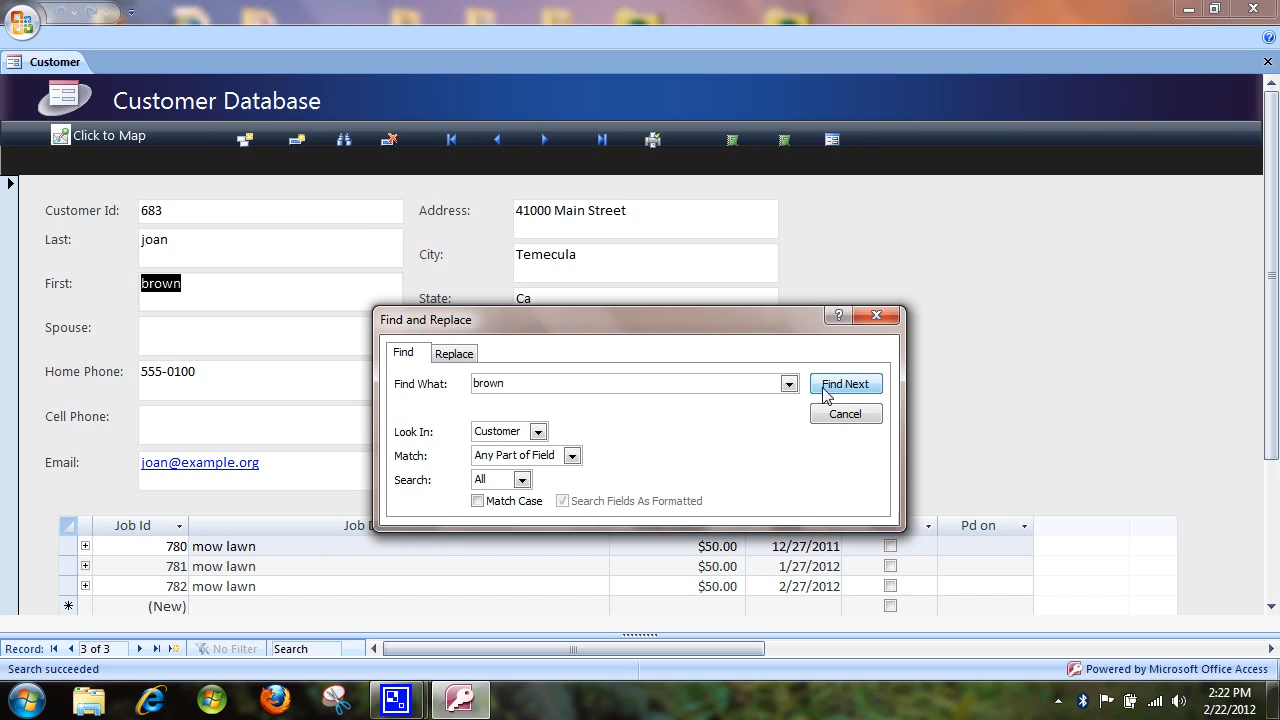 Customer
Customer Database
Click to Map
Customer Id: 683 Address: 41000 Main Street
Last: joan
City: Temecula
First: brown
State: Ca
Spouse:
Home Phone: 555-0100
Cell Phone:
Email: joan@example.org
Find and Replace
Find Replace
Find What: brown Find Next
Cancel
Look In: Customer
Match: Any Part of Field
Search: All
Match Case Search Fields As Formatted
Job Id Pd on
780 mow lawn $50.00 12/27/2011
781 mow lawn $50.00 1/27/2012
782 mow lawn $50.00 2/27/2012
(New)
Record: 3 of 3 No Filter Search
Search succeeded Powered by Microsoft Office Access
2:22 PM
2/22/2012